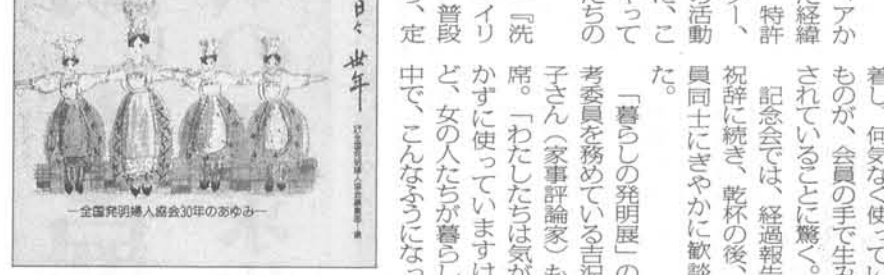 アか
た経緯
特許
ー、
活動
、こ
って
たちの
『洗
イリ
普段
、定
着し、何気なく使ってい
ものが、会員の手で生み
されていることに驚く。
記念会では、経過報告
祝辞に続き、乾杯の後、
員同士にぎやかに歓談
た。
「暮らしの発明展」の
考委員を務めている吉沢
子さん（家事評論家）も
席。「わたしたちは気が
かずに使っていますけ
ど、女の人たちが暮らし
中で、こんなふうになっ
日々 卅年
―全国発明婦人協会30年のあゆみ―